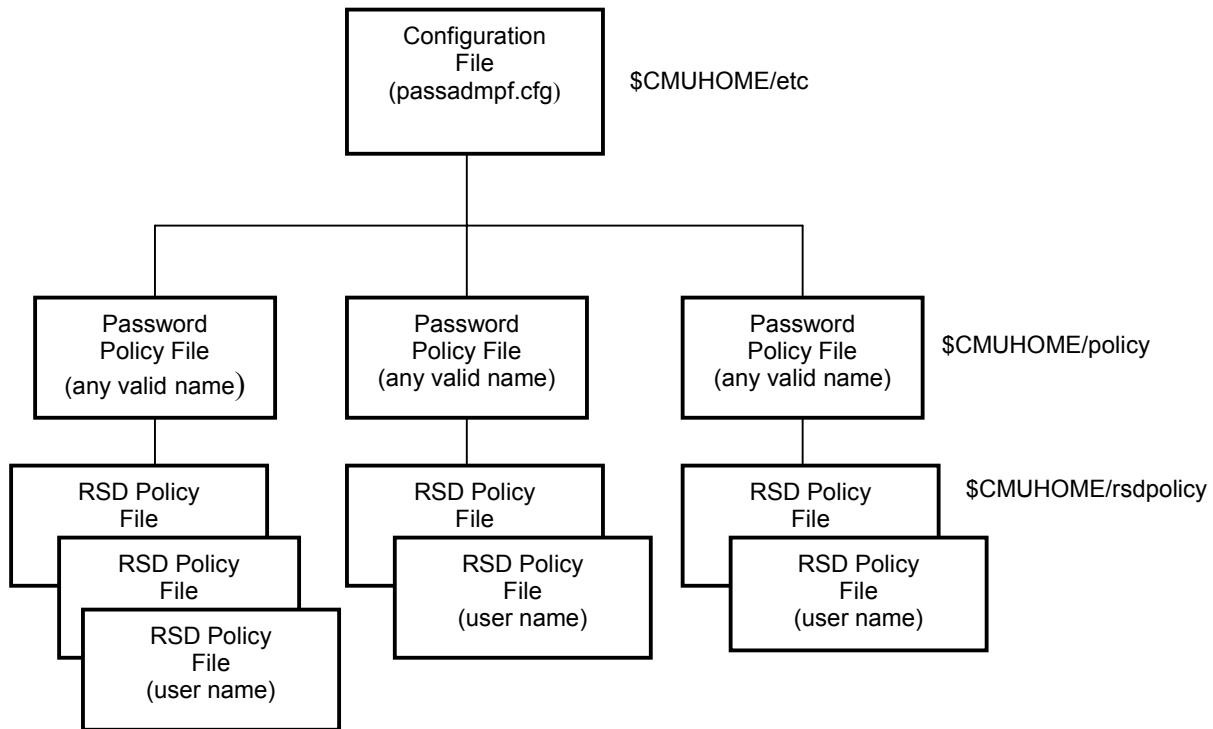 Configuration
File
(passadmpf.cfg)
$CMUHOME/etc
Password
Policy File
(any valid name)
Password
Policy File
(any valid name)
Password
Policy File
(any valid name)
$CMUHOME/policy
RSD Policy
File
RSD Policy
File
RSD Policy
File
(user name)
RSD Policy
File
RSD Policy
File
(user name)
RSD Policy
File
RSD Policy
File
(user name)
$CMUHOME/rsdpolicy